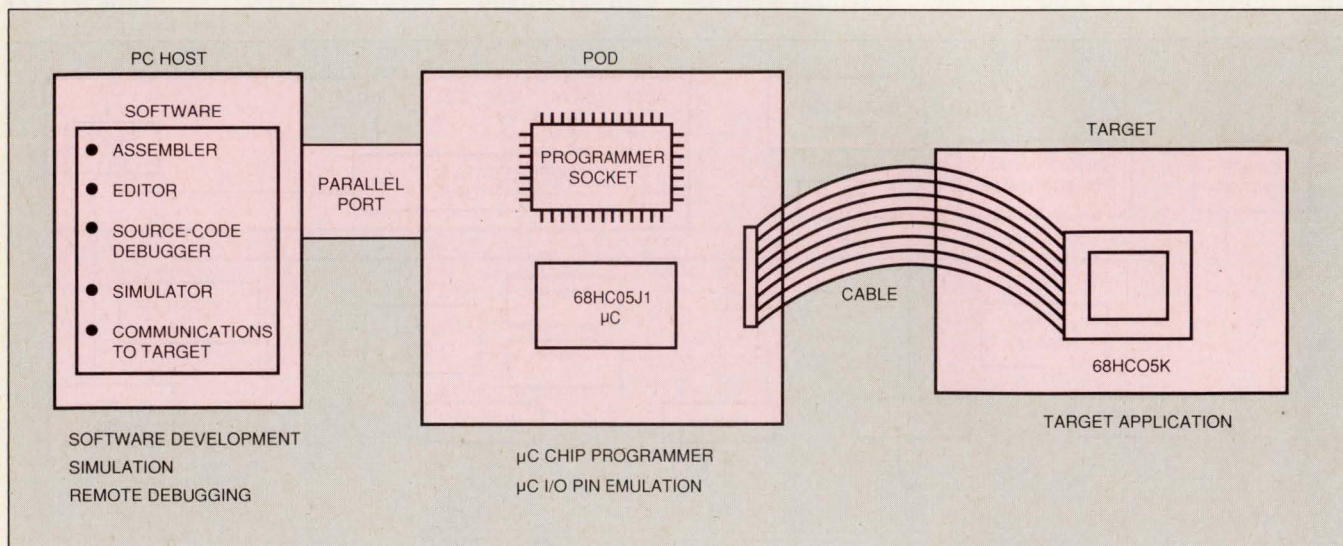 PC HOST
SOFTWARE
● ASSEMBLER
● EDITOR
● SOURCE-CODE
DEBUGGER
● SIMULATOR
● COMMUNICATIONS
TO TARGET
SOFTWARE DEVELOPMENT
SIMULATION
REMOTE DEBUGGING
PARALLEL
PORT
POD
PROGRAMMER
SOCKET
68HC05J1
µC
µC CHIP PROGRAMMER
µC I/O PIN EMULATION
CABLE
TARGET
68HCO5K
TARGET APPLICATION